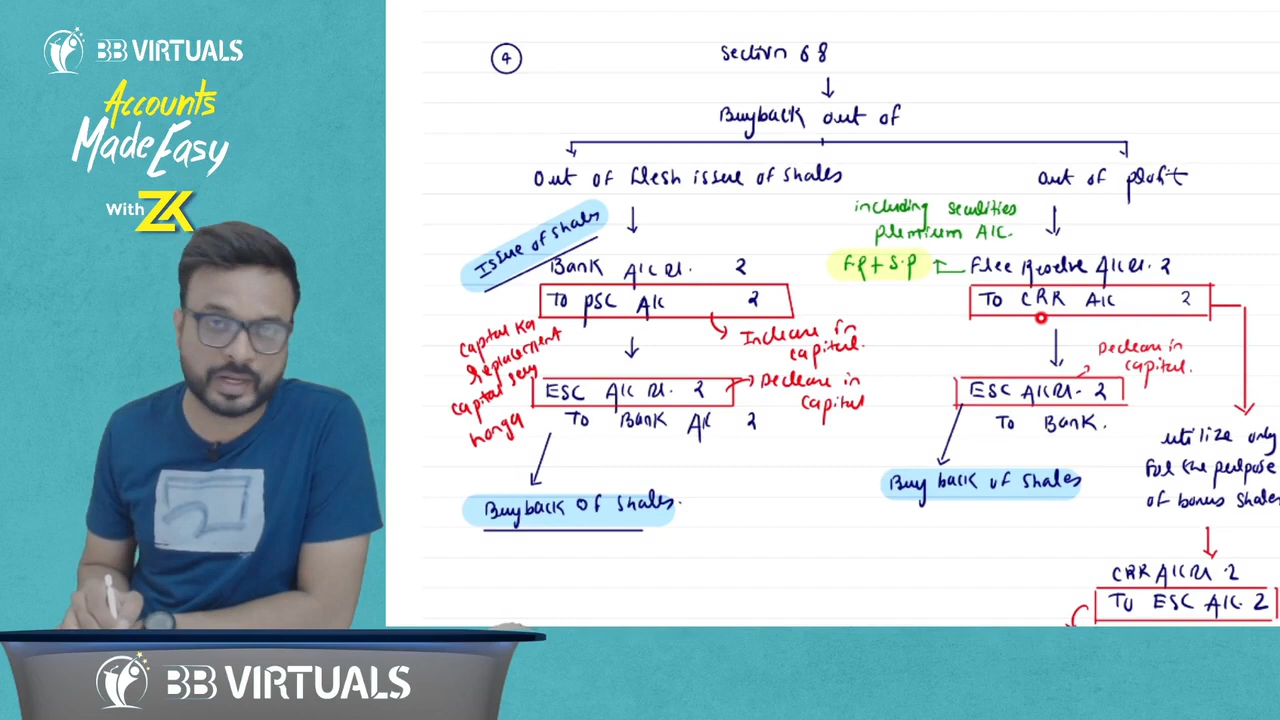 BB VIRTUALS
Accounts
Made Easy
With ZK
4
Section 68
Buyback out of
Out of fresh issue of shares
Out of profit
Issue of shares
including securities
premium A/C.
F.P + S.P
Bank A/C Dr. 2
To PSC A/C 2
Increase in
capital.
Capital ka
replacement
capital sey
hoga
ESC A/C Dr. 2
Decrease in
capital
To Bank A/C 2
Buyback of shares.
Free Reserve A/C Dr. 2
To CRR A/C 2
Decrease in
capital.
ESC A/C Dr. 2
To Bank.
Buy back of shares
utilize only
For the purpose
of bonus shares
CRR A/C Dr. 2
To ESC A/C. 2
BB VIRTUALS